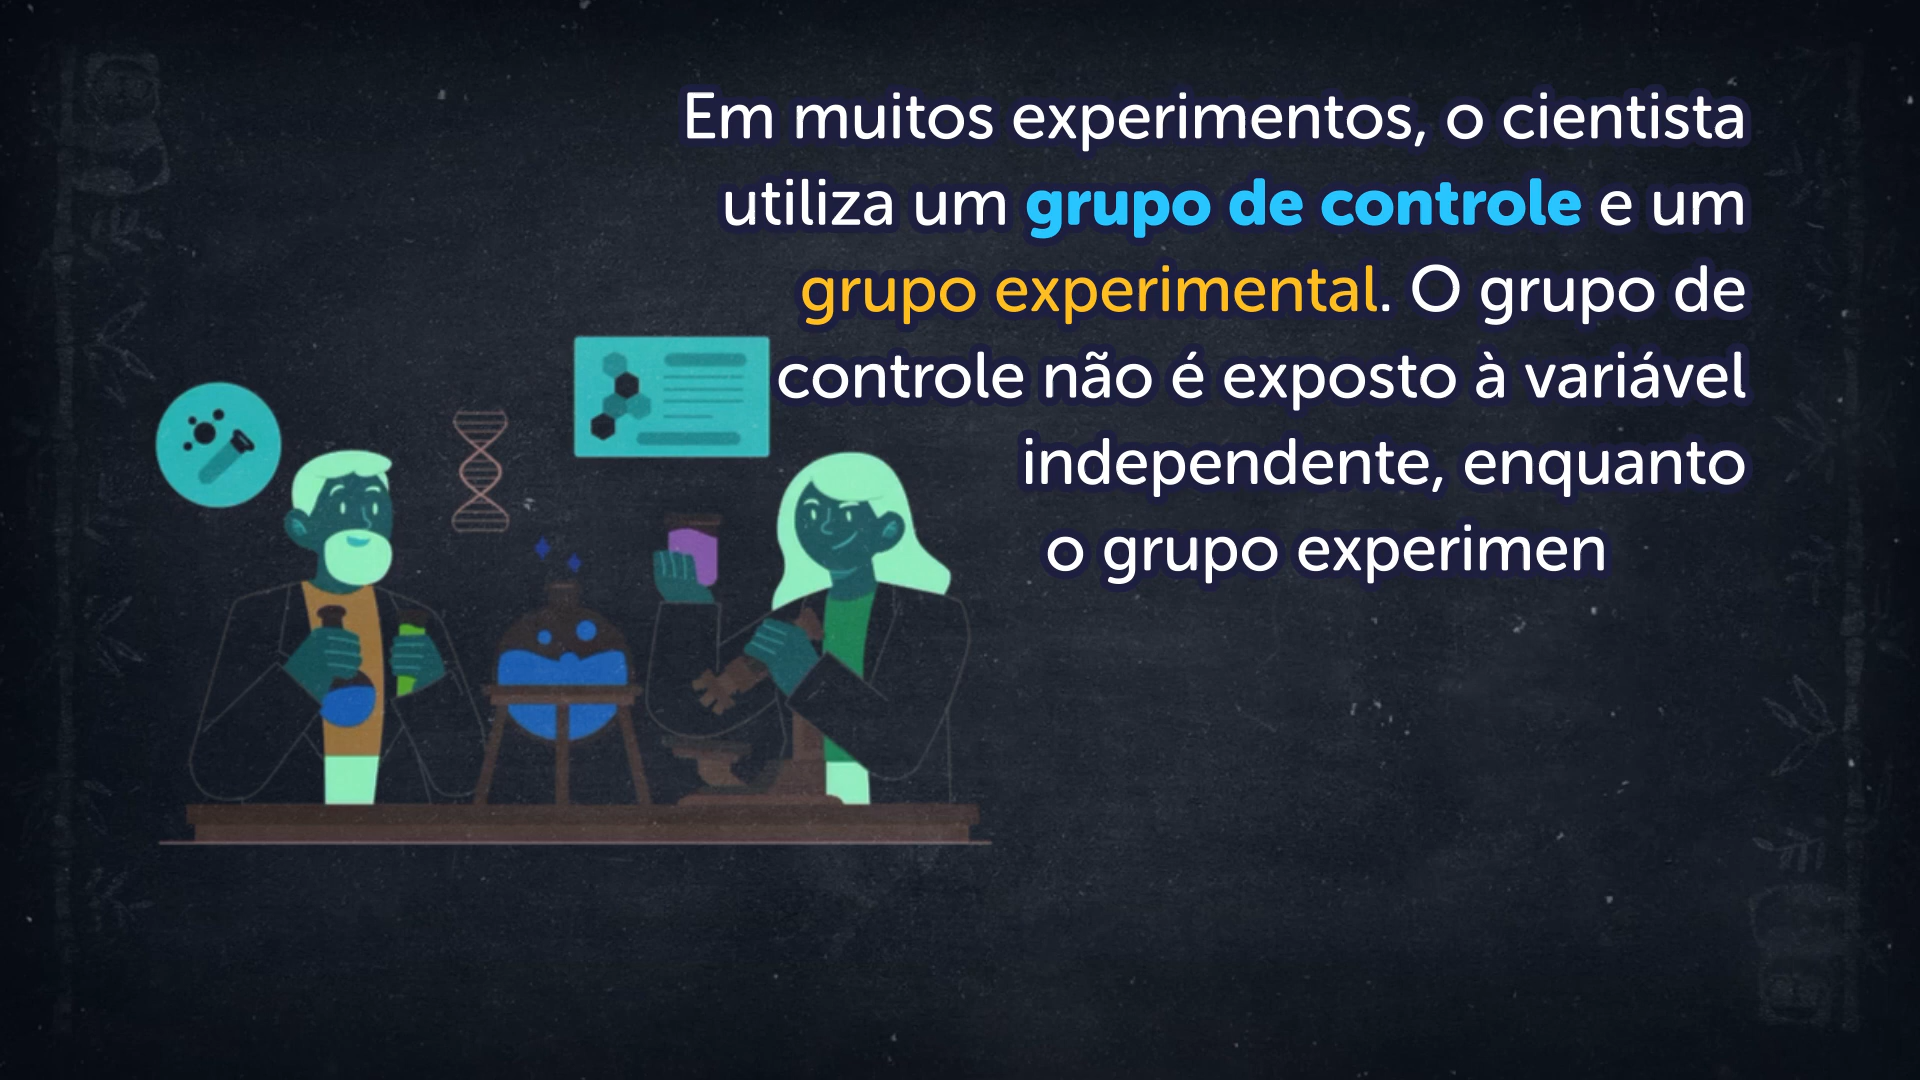 Em muitos experimentos, o cientista
utiliza um grupo de controle e um
grupo experimental. O grupo de
controle não é exposto à variável
independente, enquanto
o grupo experimen